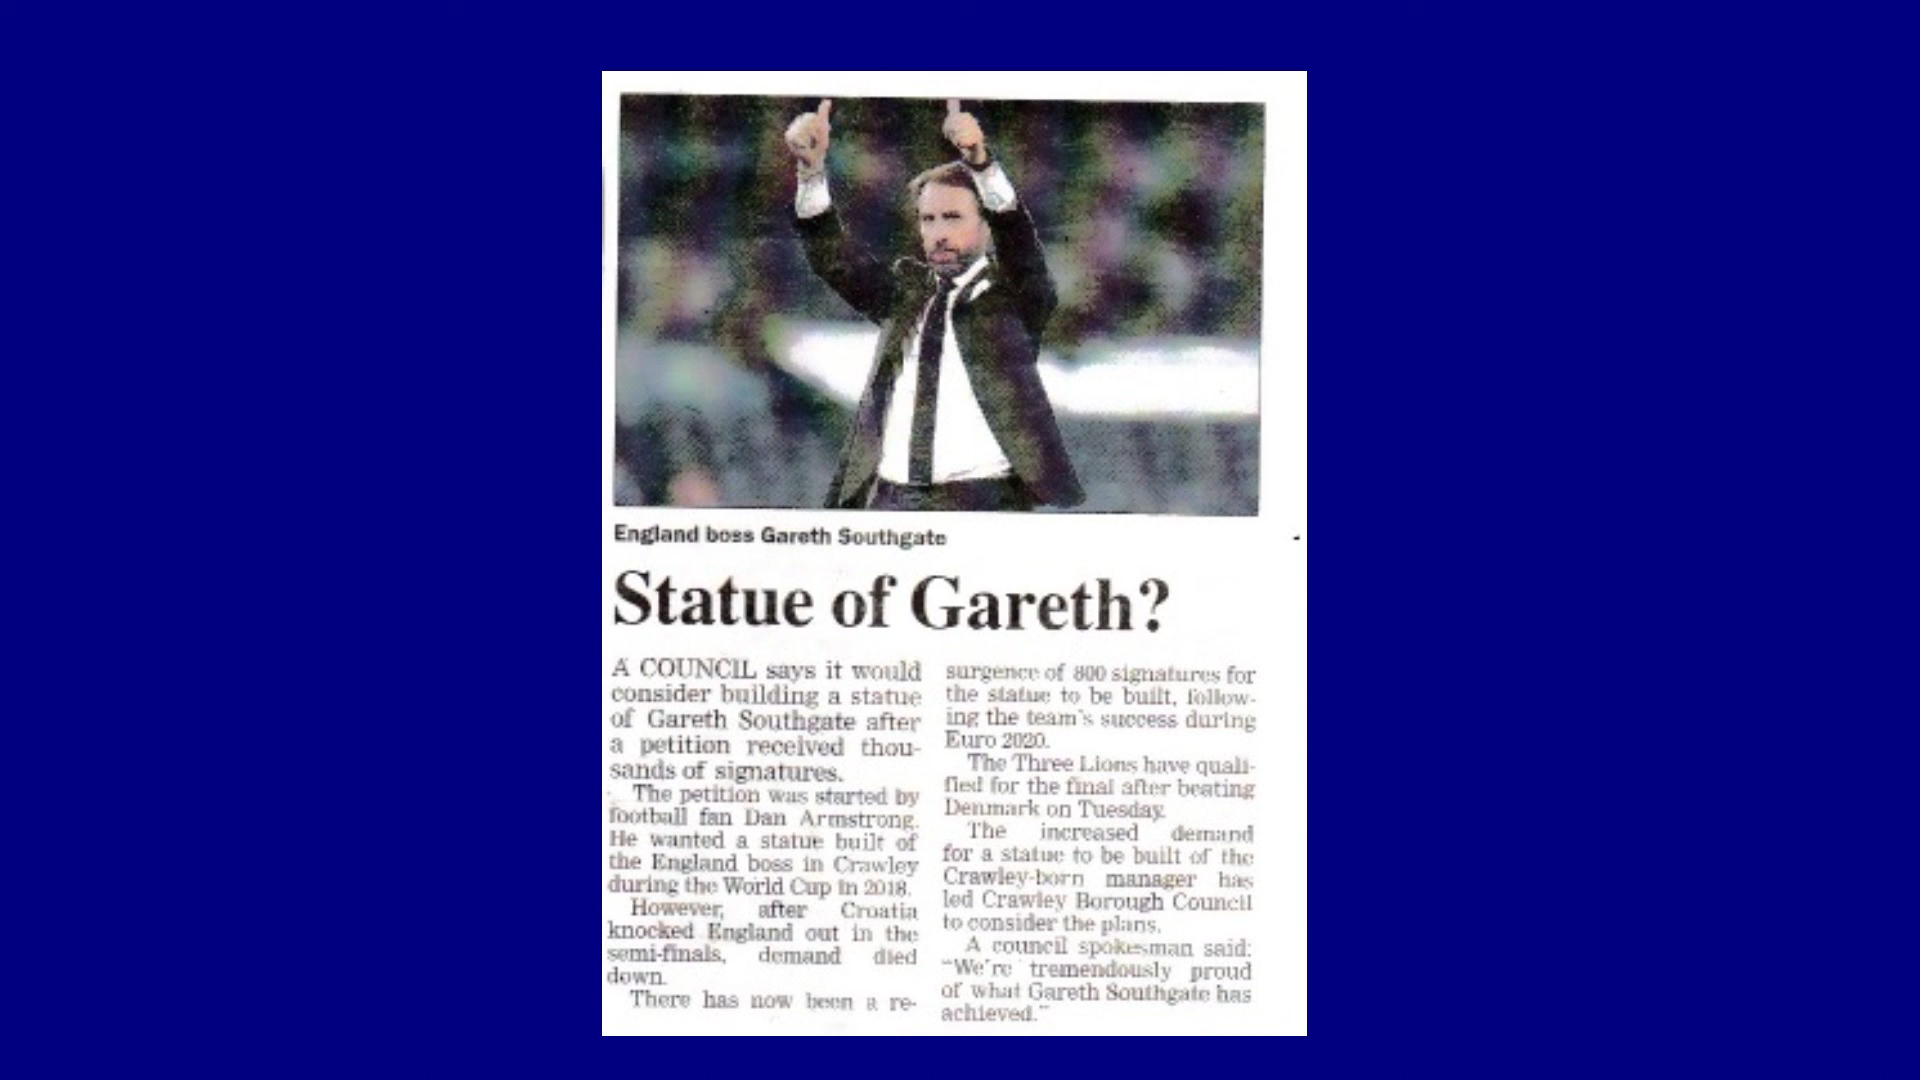 England boss Gareth Southgate
Statue of Gareth?
A COUNCIL says it would
consider building a statue
of Gareth Southgate after
a petition received thou-
sands of signatures.
The petition was started by
football fan Dan Armstrong.
He wanted a statue built of
the England boss in Crawley
during the World Cup in 2018.
However, after Croatia
knocked England out in the
semi-finals, demand died
down.
There has now been a re-
surgence of 800 signatures for
the statue to be built, follow-
ing the team's success during
Euro 2020.
The Three Lions have quali-
fied for the final after beating
Denmark on Tuesday.
The increased demand
for a statue to be built of the
Crawley-born manager has
led Crawley Borough Council
to consider the plans.
A council spokesman said:
"We're tremendously proud
of what Gareth Southgate has
achieved."